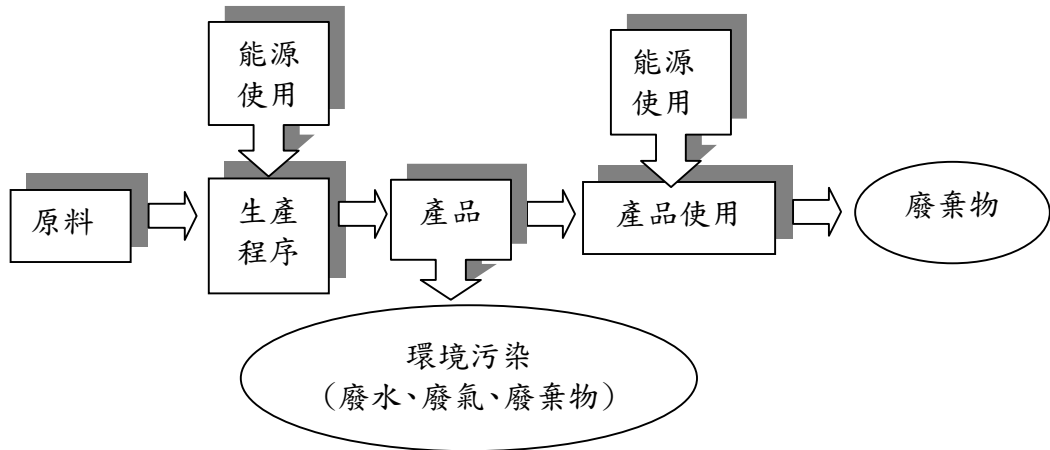 能源
使用
能源
使用
原料
生產
程序
產品
產品使用
廢棄物
環境污染
（廢水、廢氣、廢棄物）